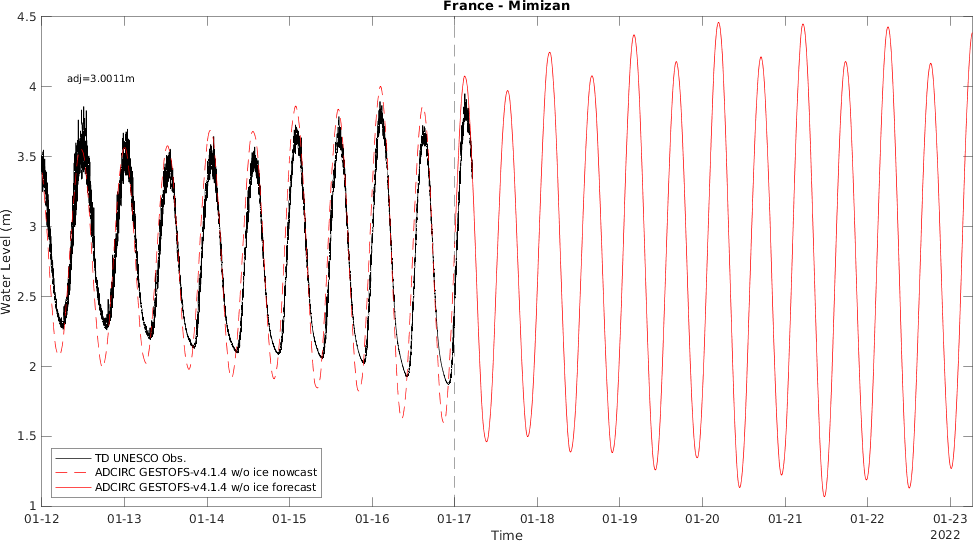 France - Mimizan
4.5
4
3.5
3
2.5
2
1.5
1
Water Level (m)
adj=3.0011m
TD UNESCO Obs.
ADCIRC GESTOFS-v4.1.4 w/o ice nowcast
ADCIRC GESTOFS-v4.1.4 w/o ice forecast
01-12 01-13 01-14 01-15 01-16 01-17 01-18 01-19 01-20 01-21 01-22 01-23
2022
Time